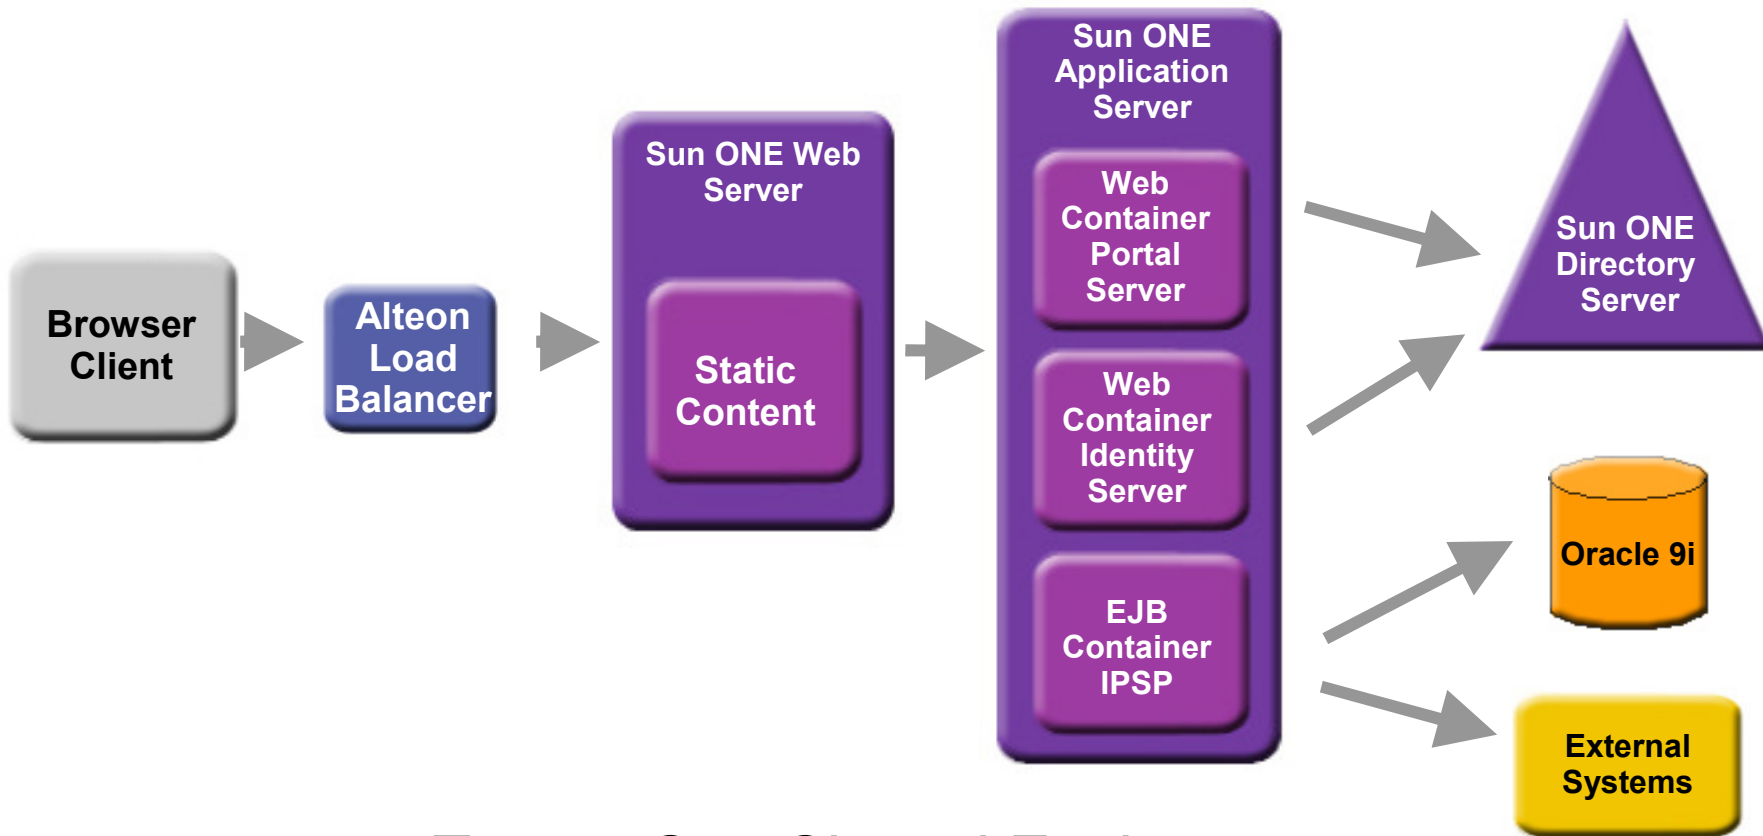 Browser
Client
Alteon
Load
Balancer
Sun ONE Web
Server
Static
Content
Sun ONE
Application
Server
Web
Container
Portal
Server
Web
Container
Identity
Server
EJB
Container
IPSP
Sun ONE
Directory
Server
Oracle 9i
External
Systems